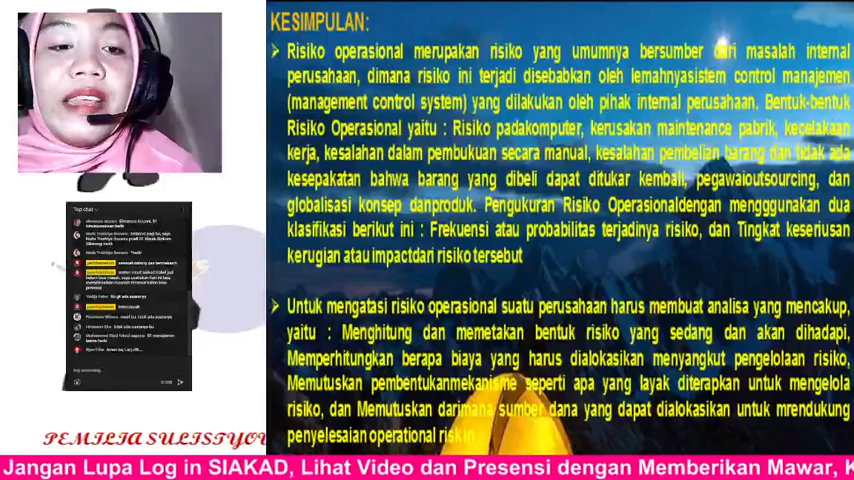 KESIMPULAN:
➢ Risiko operasional merupakan risiko yang umumnya bersumber dari masalah internal
perusahaan, dimana risiko ini terjadi disebabkan oleh lemahnyasistem control manajemen
(management control system) yang dilakukan oleh pihak internal perusahaan. Bentuk-bentuk
Risiko Operasional yaitu : Risiko padakomputer, kerusakan maintenance pabrik, kecelakaan
kerja, kesalahan dalam pembukuan secara manual, kesalahan pembelian barang dan tidak ada
kesepakatan bahwa barang yang dibeli dapat ditukar kembali, pegawaioutsourcing, dan
globalisasi konsep danproduk. Pengukuran Risiko Operasionaldengan mengggunakan dua
klasifikasi berikut ini : Frekuensi atau probabilitas terjadinya risiko, dan Tingkat keseriusan
kerugian atau impactdari risiko tersebut
➢ Untuk mengatasi risiko operasional suatu perusahaan harus membuat analisa yang mencakup,
yaitu : Menghitung dan memetakan bentuk risiko yang sedang dan akan dihadapi,
Memperhitungkan berapa biaya yang harus dialokasikan menyangkut pengelolaan risiko,
Memutuskan pembentukanmekanisme seperti apa yang layak diterapkan untuk mengelola
risiko, dan Memutuskan darimana sumber dana yang dapat dialokasikan untuk mrendukung
penyelesaian operational risk in
Top chat
PEMILIA SULISTYOU
Jangan Lupa Log in SIAKAD, Lihat Video dan Presensi dengan Memberikan Mawar, K